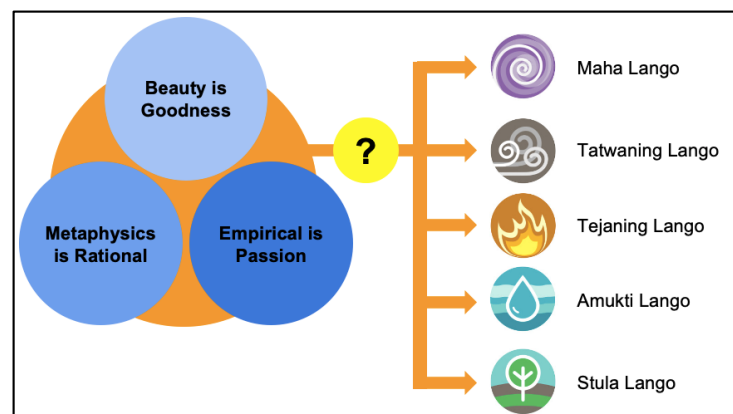 Beauty is
Goodness
Metaphysics
is Rational
Empirical is
Passion
?
Maha Lango
Tatwaning Lango
Tejaning Lango
Amukti Lango
Stula Lango